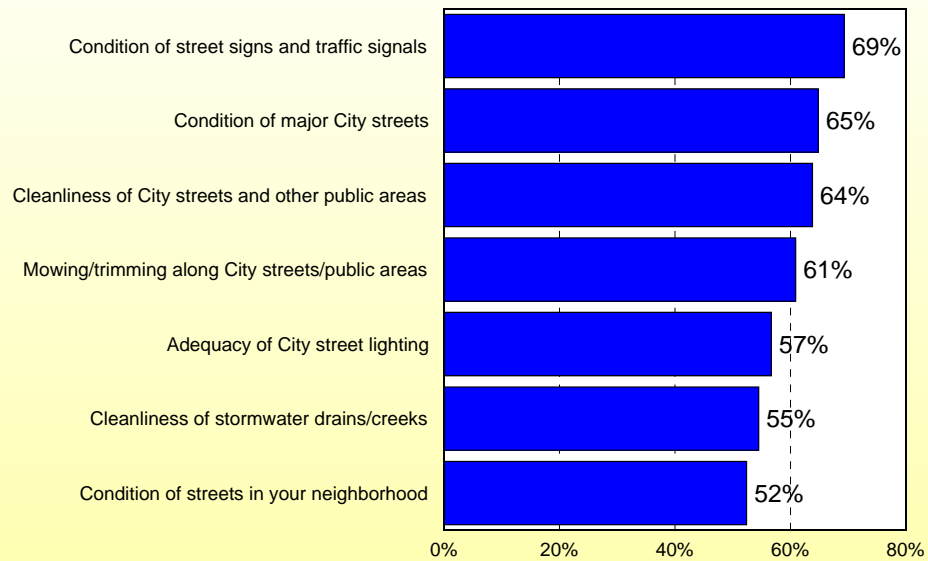 Condition of street signs and traffic signals 69%
Condition of major City streets 65%
Cleanliness of City streets and other public areas 64%
Mowing/trimming along City streets/public areas 61%
Adequacy of City street lighting 57%
Cleanliness of stormwater drains/creeks 55%
Condition of streets in your neighborhood 52%
0% 20% 40% 60% 80%